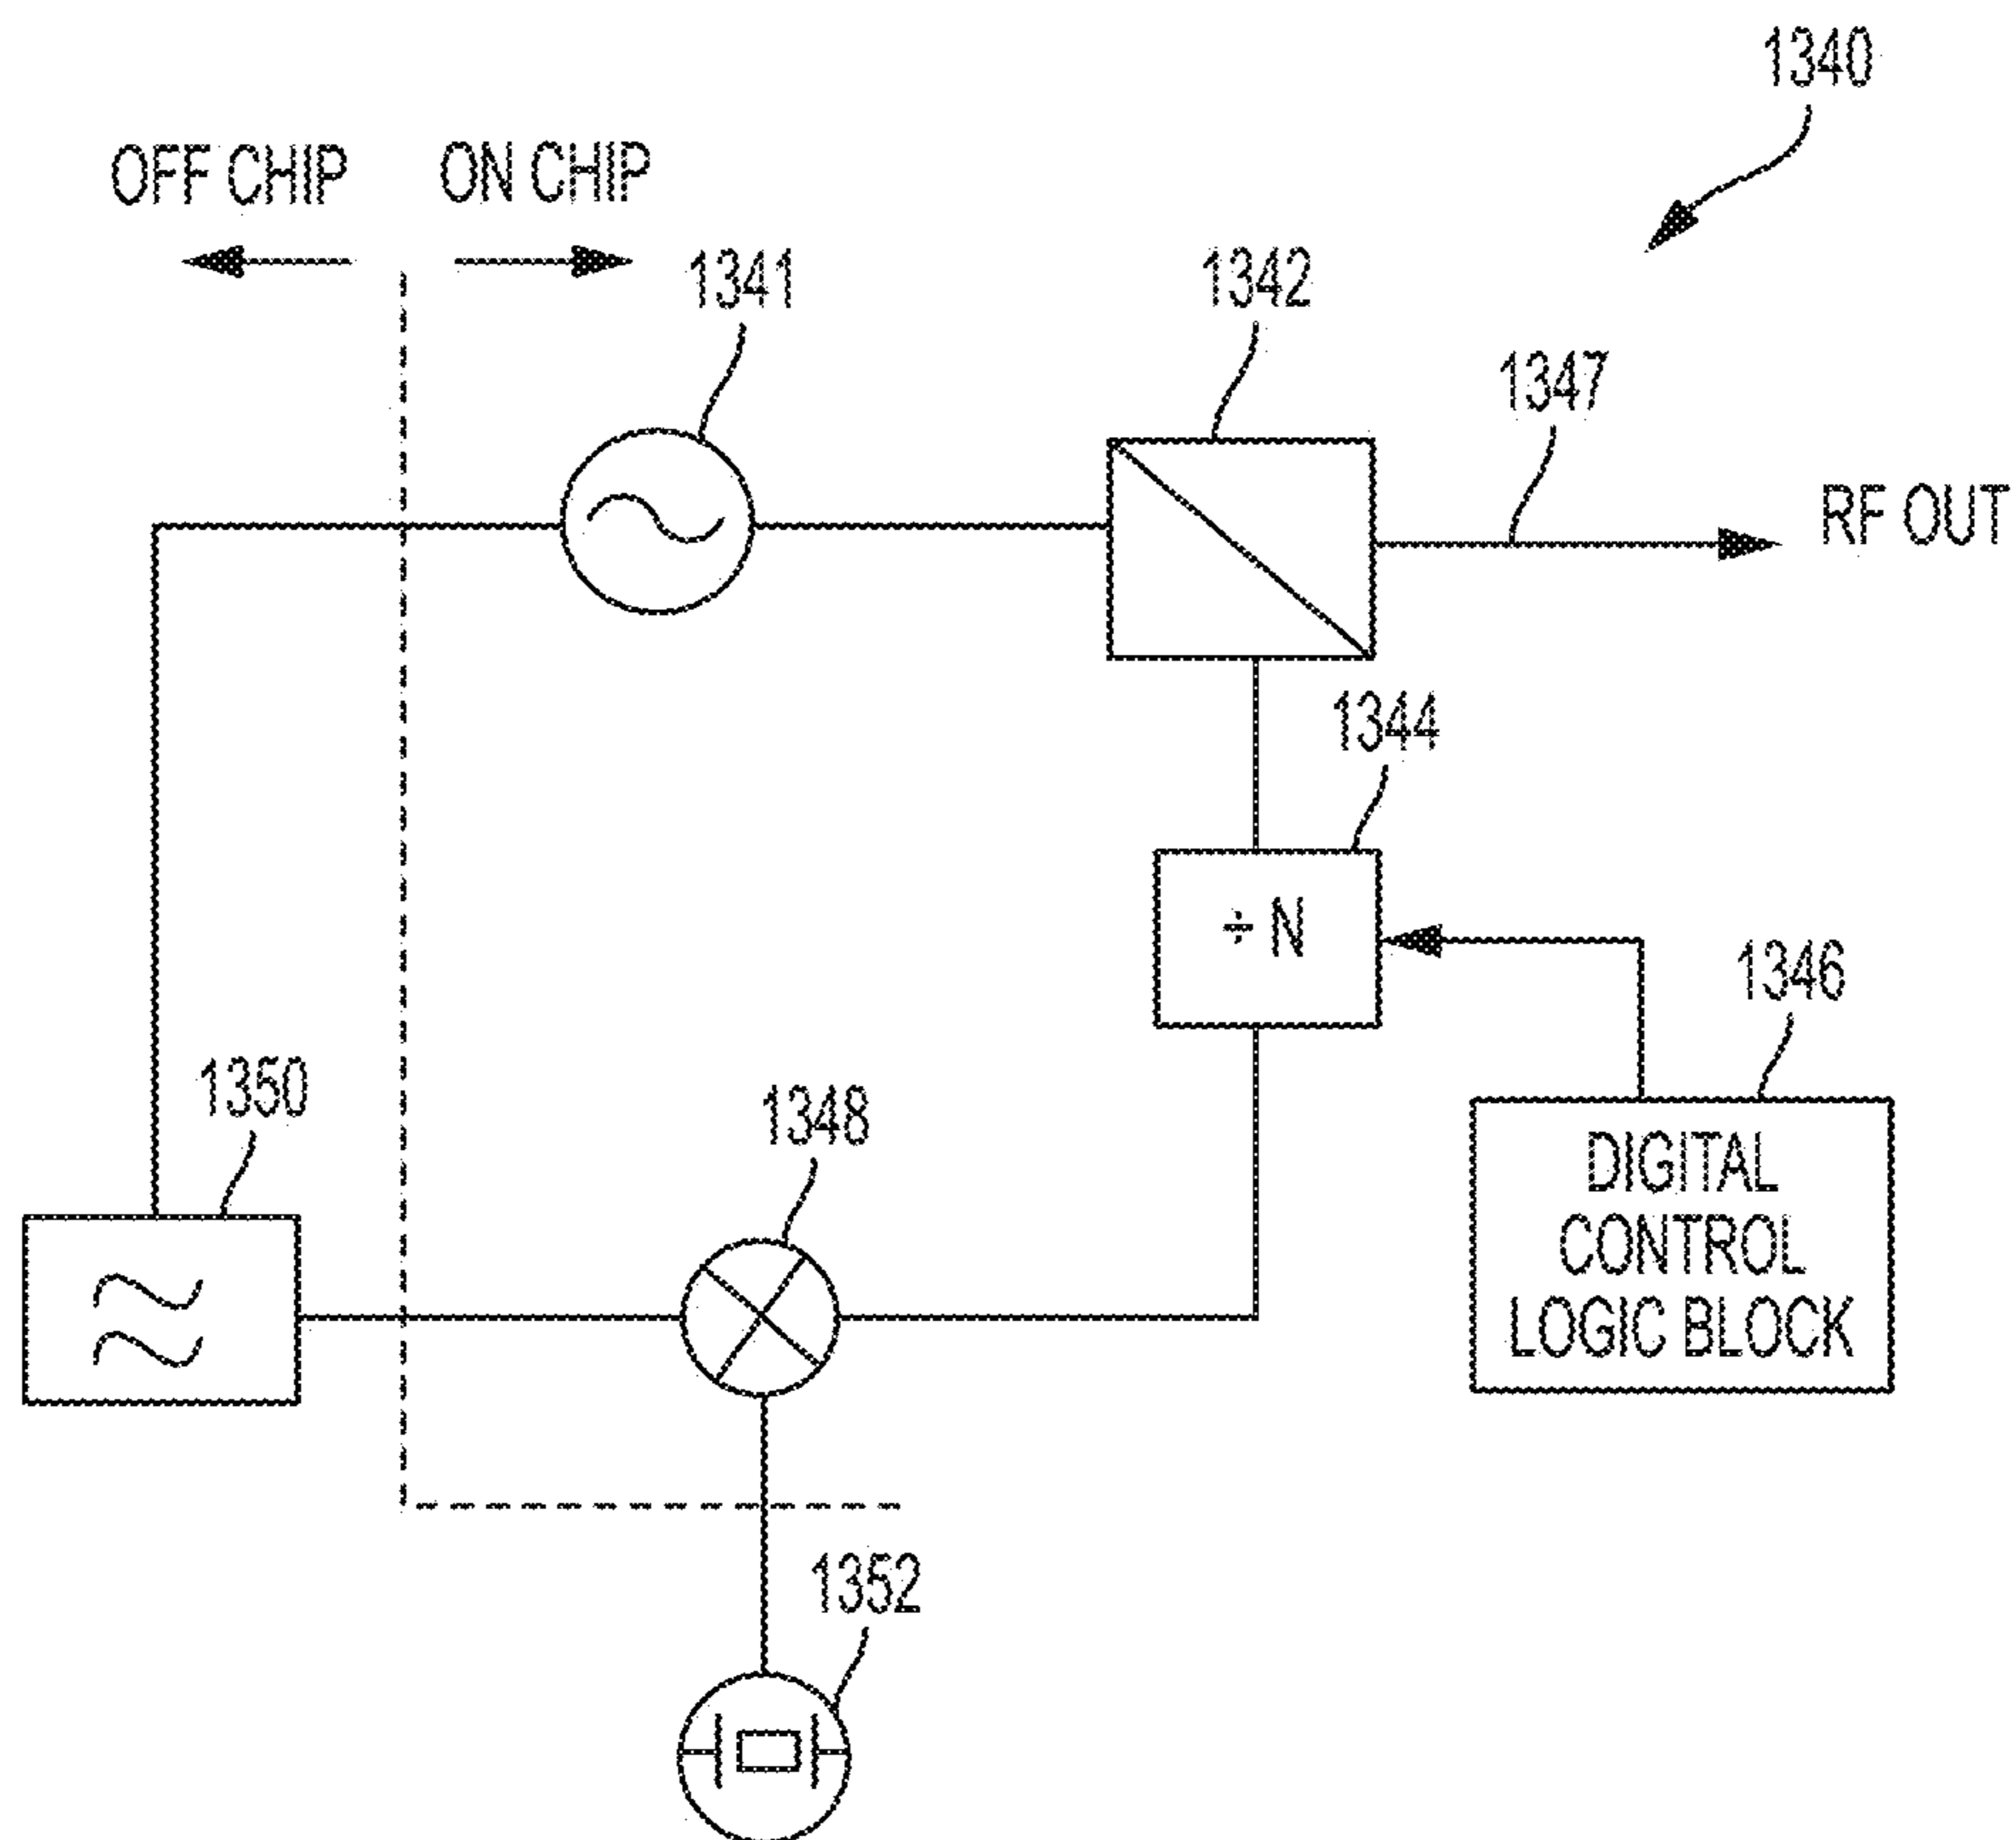 1340
OFF CHIP
ON CHIP
1341
1342
1347
RF OUT
1344
÷ N
1346
1350
1348
DIGITAL
CONTROL
LOGIC BLOCK
1352